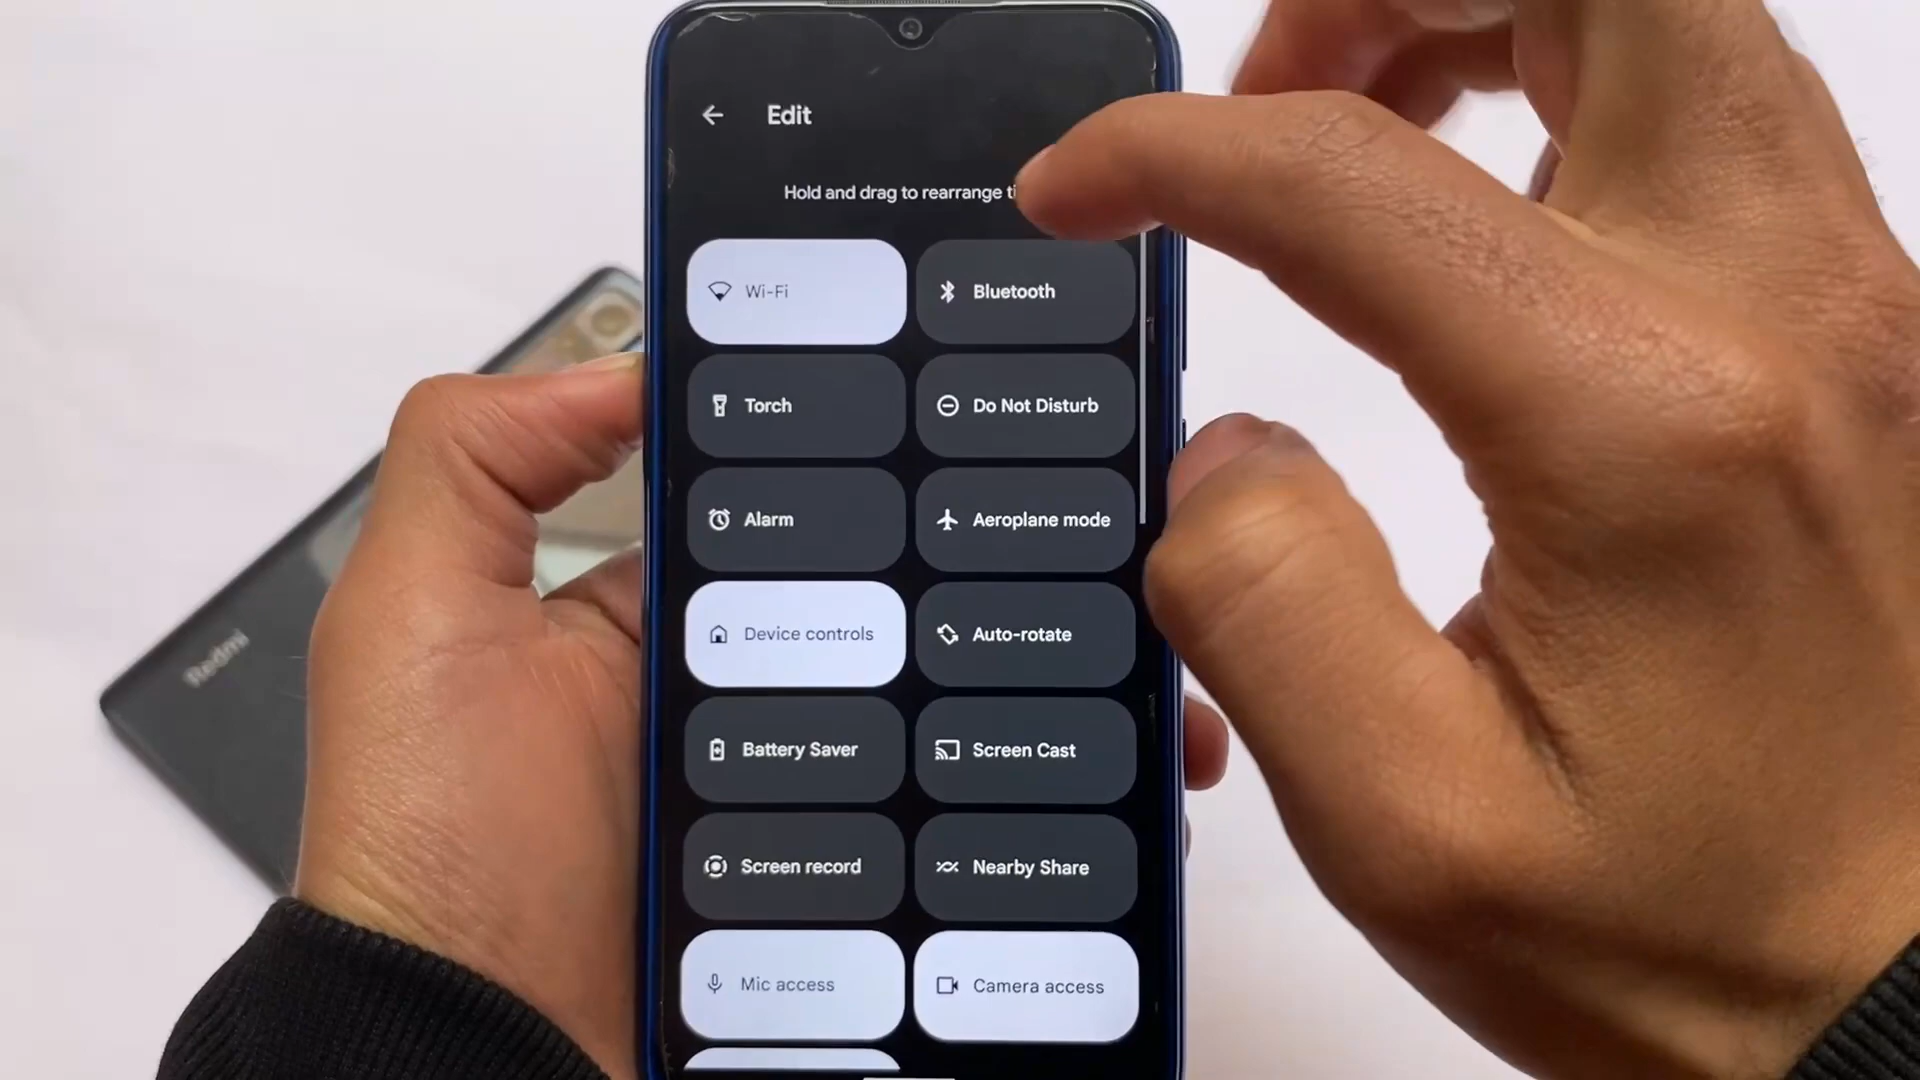 Edit
Hold and drag to rearrange
Wi-Fi
Bluetooth
Torch
Do Not Disturb
Alarm
Aeroplane mode
Device controls
Auto-rotate
Battery Saver
Screen Cast
Screen record
Nearby Share
Mic access
Camera access
Redmi